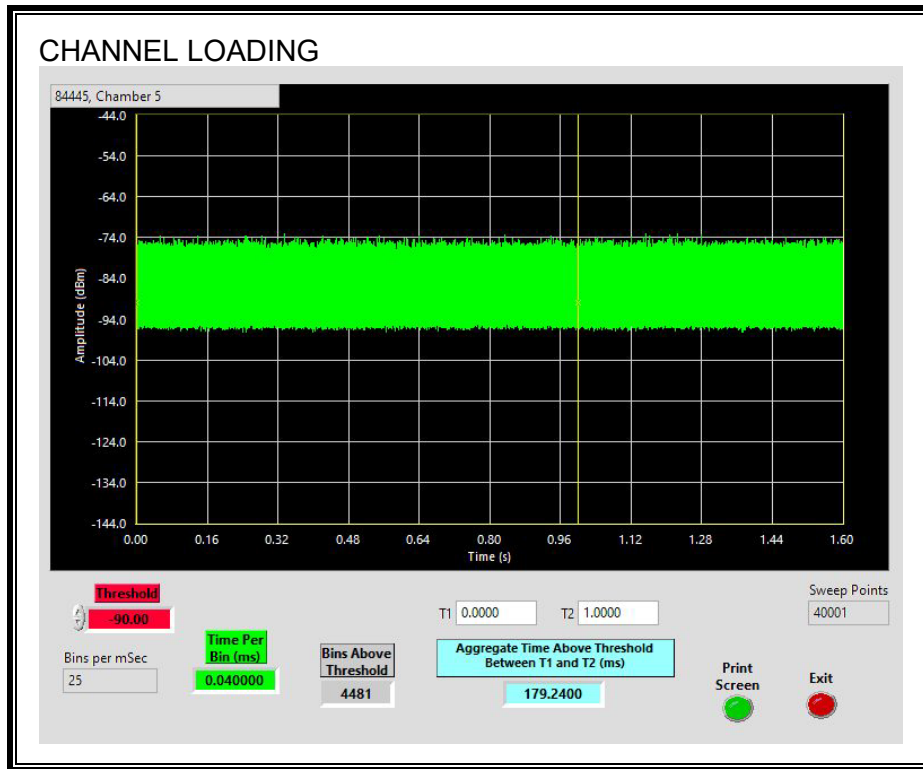 CHANNEL LOADING
84445, Chamber 5
Amplitude (dBm)
-44.0
-54.0
-64.0
-74.0
-84.0
-94.0
-104.0
-114.0
-124.0
-134.0
-144.0
0.00 0.16 0.32 0.48 0.64 0.80 0.96 1.12 1.28 1.44 1.60
Time (s)
Threshold
-90.00
Bins per mSec
25
Time Per
Bin (ms)
0.040000
Bins Above
Threshold
4481
T1 0.0000 T2 1.0000
Aggregate Time Above Threshold
Between T1 and T2 (ms)
179.2400
Sweep Points
40001
Print
Screen
Exit